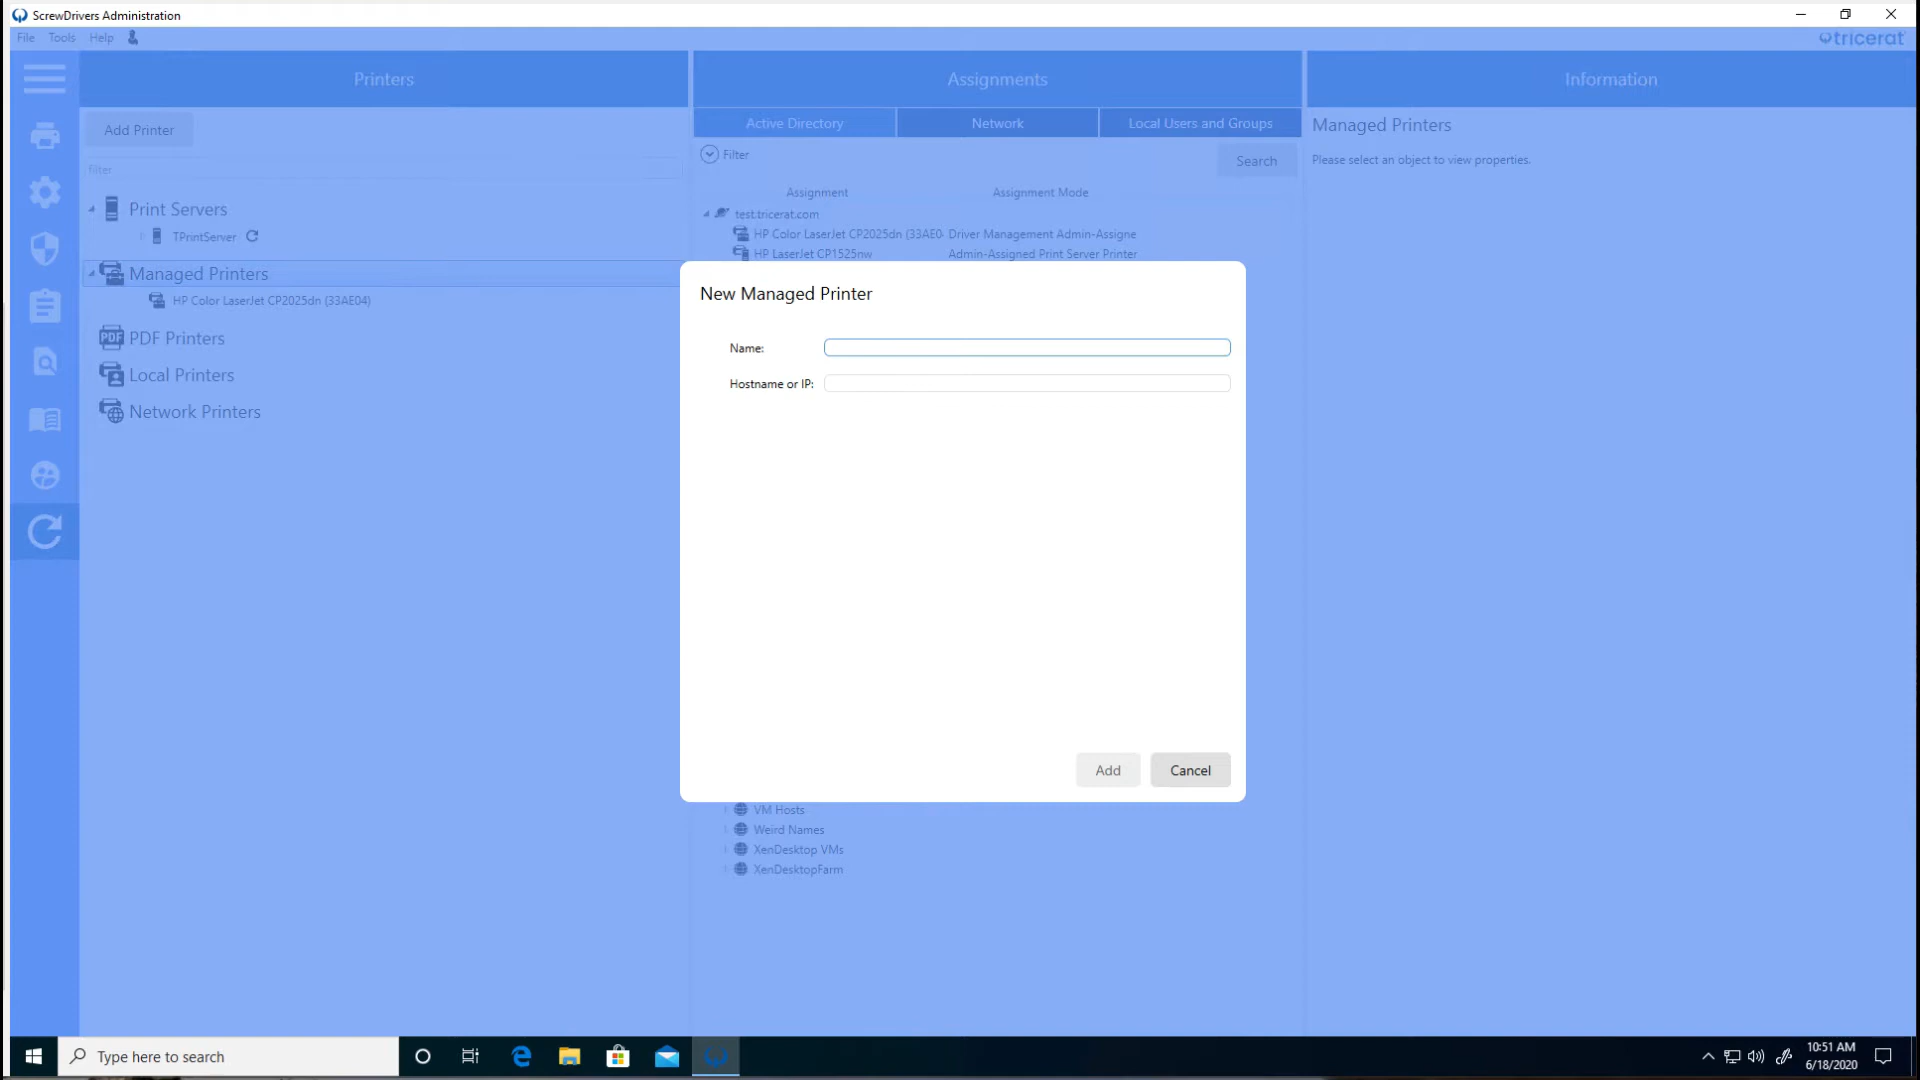 ScrewDrivers Administration
File Tools Help
tricerat
Printers
Assignments
Information
Add Printer
filter
Print Servers
TPrintServer
Managed Printers
HP Color LaserJet CP2025dn (33AE04)
PDF
PDF Printers
Local Printers
Network Printers
Active Directory
Network
Local Users and Groups
Filter
Search
Assignment
Assignment Mode
test.tricerat.com
HP Color LaserJet CP2025dn (33AE0 Driver Management Admin-Assigne
HP LaserJet CP1525nw Admin-Assigned Print Server Printer
Managed Printers
Please select an object to view properties.
New Managed Printer
Name:
Hostname or IP:
Add
Cancel
VM Hosts
Weird Names
XenDesktop VMs
XenDesktopFarm
Type here to search
10:51 AM
6/18/2020